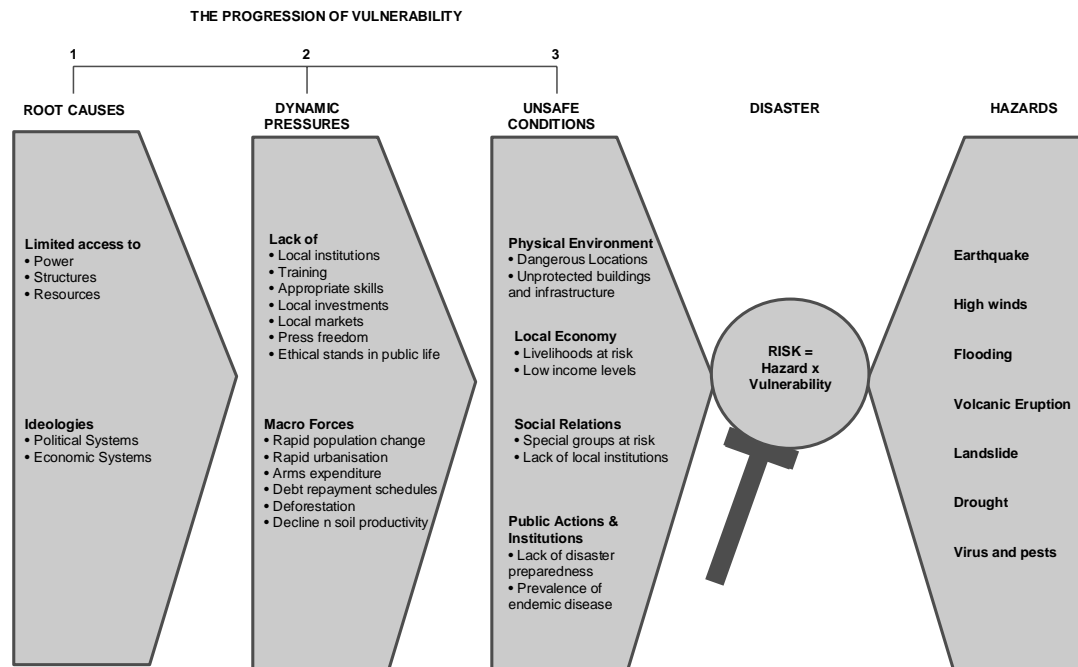 THE PROGRESSION OF VULNERABILITY
1
2
3
ROOT CAUSES
DYNAMIC
PRESSURES
UNSAFE
CONDITIONS
DISASTER
HAZARDS
Limited access to
• Power
• Structures
• Resources
Ideologies
• Political Systems
• Economic Systems
Lack of
• Local institutions
• Training
• Appropriate skills
• Local investments
• Local markets
• Press freedom
• Ethical stands in public life
Macro Forces
• Rapid population change
• Rapid urbanisation
• Arms expenditure
• Debt repayment schedules
• Deforestation
• Decline n soil productivity
Physical Environment
• Dangerous Locations
• Unprotected buildings
and infrastructure
Local Economy
• Livelihoods at risk
• Low income levels
Social Relations
• Special groups at risk
• Lack of local institutions
Public Actions &
Institutions
• Lack of disaster
preparedness
• Prevalence of
endemic disease
RISK =
Hazard x
Vulnerability
Earthquake
High winds
Flooding
Volcanic Eruption
Landslide
Drought
Virus and pests